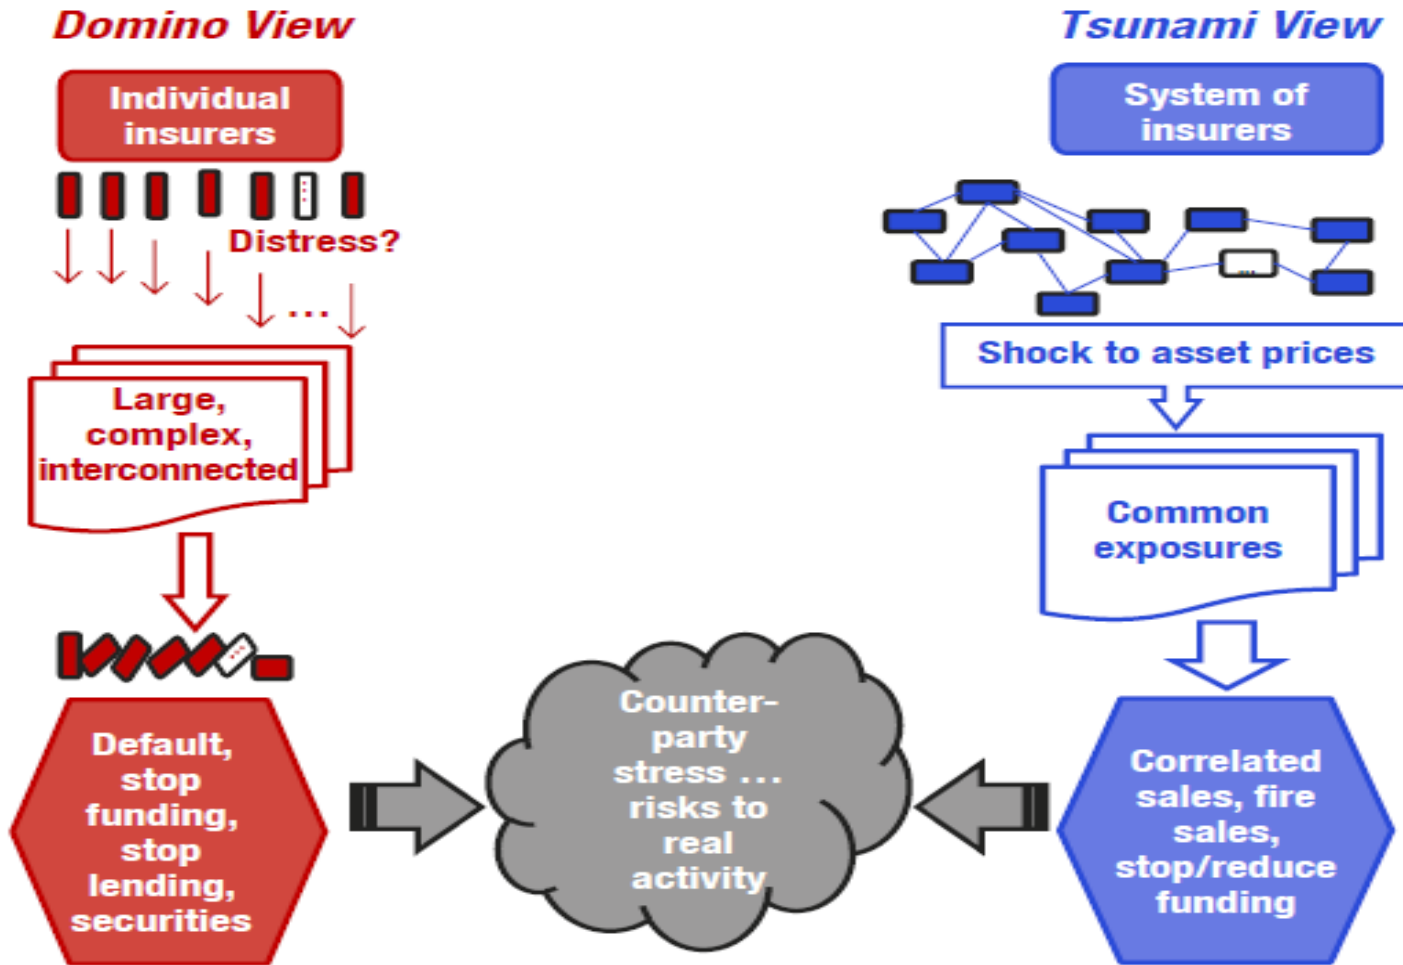 Domino View
Individual
insurers
Distress?
...
Large,
complex,
interconnected
Default,
stop
funding,
stop
lending,
securities
Counter-
party
stress ...
risks to
real
activity
Tsunami View
System of
insurers
...
Shock to asset prices
Common
exposures
Correlated
sales, fire
sales,
stop/reduce
funding